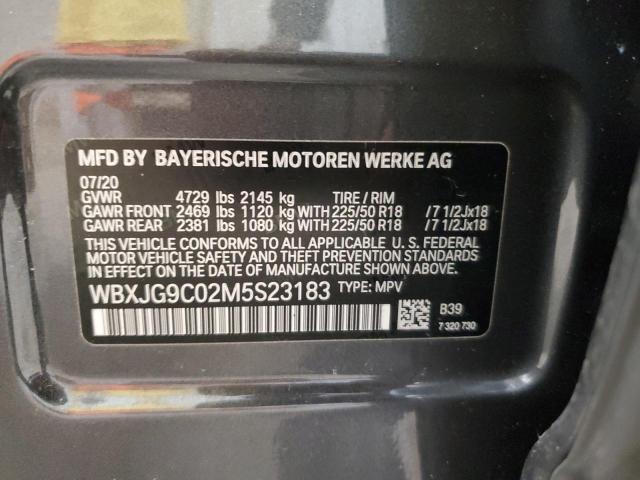 MFD BY BAYERISCHE MOTOREN WERKE AG
07/20
GVWR 4729 lbs 2145 kg TIRE / RIM
GAWR FRONT 2469 lbs 1120 kg WITH 225/50 R18 /7 1/2Jx18
GAWR REAR 2381 lbs 1080 kg WITH 225/50 R18 /7 1/2Jx18
THIS VEHICLE CONFORMS TO ALL APPLICABLE U. S. FEDERAL
MOTOR VEHICLE SAFETY AND THEFT PREVENTION STANDARDS
IN EFFECT ON THE DATE OF MANUFACTURE SHOWN ABOVE.
WBXJG9C02M5S23183 TYPE: MPV
B39
7 320 730